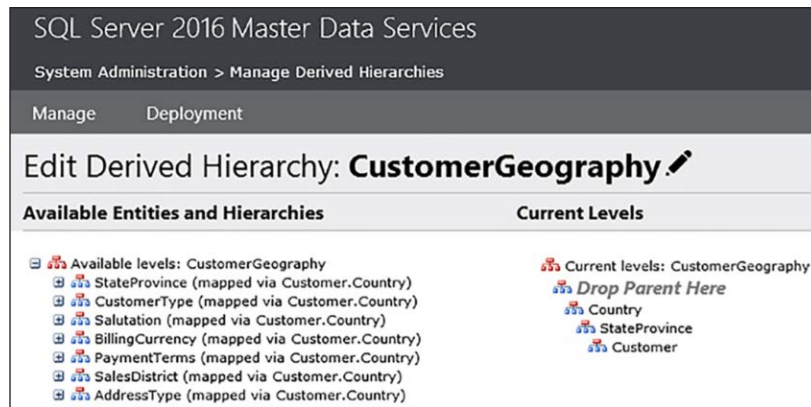 SQL Server 2016 Master Data Services
System Administration > Manage Derived Hierarchies
Manage Deployment
Edit Derived Hierarchy: CustomerGeography
Available Entities and Hierarchies
Available levels: CustomerGeography
StateProvince (mapped via Customer.Country)
CustomerType (mapped via Customer.Country)
Salutation (mapped via Customer.Country)
BillingCurrency (mapped via Customer.Country)
PaymentTerms (mapped via Customer.Country)
SalesDistrict (mapped via Customer.Country)
AddressType (mapped via Customer.Country)
Current Levels
Current levels: CustomerGeography
Drop Parent Here
Country
StateProvince
Customer